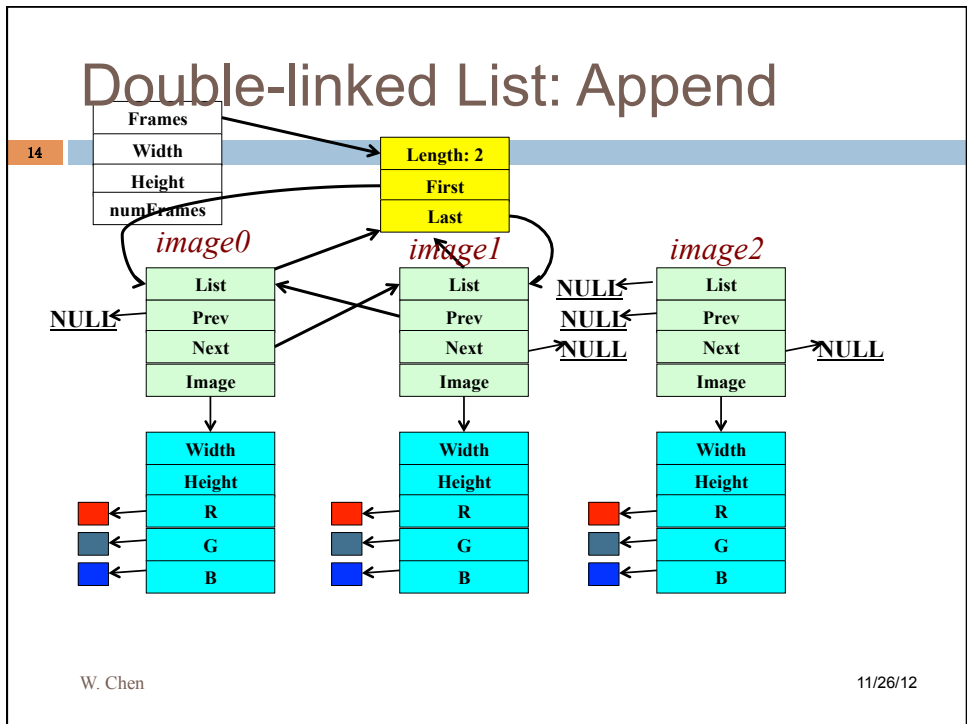 Double-linked List: Append
14
Frames
Width
Height
numFrames
Length: 2
First
Last
image0
image1
image2
List
Prev
Next
Image
NULL
List
Prev
Next
Image
NULL
NULL
NULL
List
Prev
Next
Image
NULL
Width
Height
R
G
B
Width
Height
R
G
B
Width
Height
R
G
B
W. Chen
11/26/12